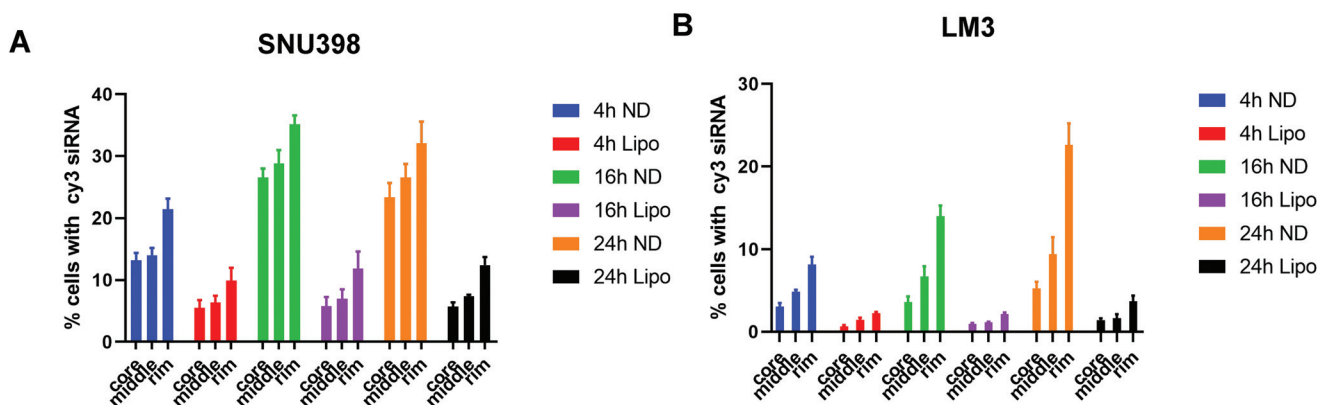 A
SNU398
% cells with cy3 siRNA
40
30
20
10
0
core
middle
rim
core
middle
rim
core
middle
rim
core
middle
rim
core
middle
rim
core
middle
rim
4h ND
4h Lipo
16h ND
16h Lipo
24h ND
24h Lipo
B
LM3
% cells with cy3 siRNA
30
20
10
0
core
middle
rim
core
middle
rim
core
middle
rim
core
middle
rim
core
middle
rim
core
middle
rim
4h ND
4h Lipo
16h ND
16h Lipo
24h ND
24h Lipo